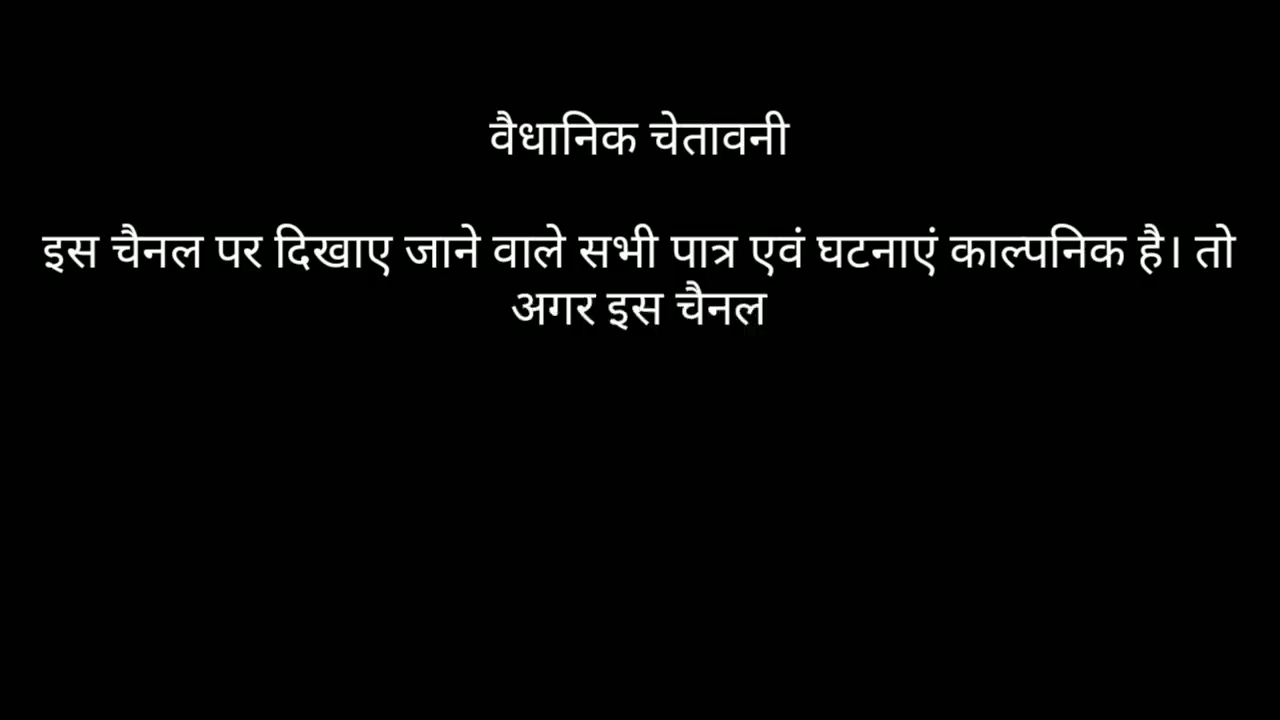 वैधानिक चेतावनी
इस चैनल पर दिखाए जाने वाले सभी पात्र एवं घटनाएं काल्पनिक है। तो
अगर इस चैनल